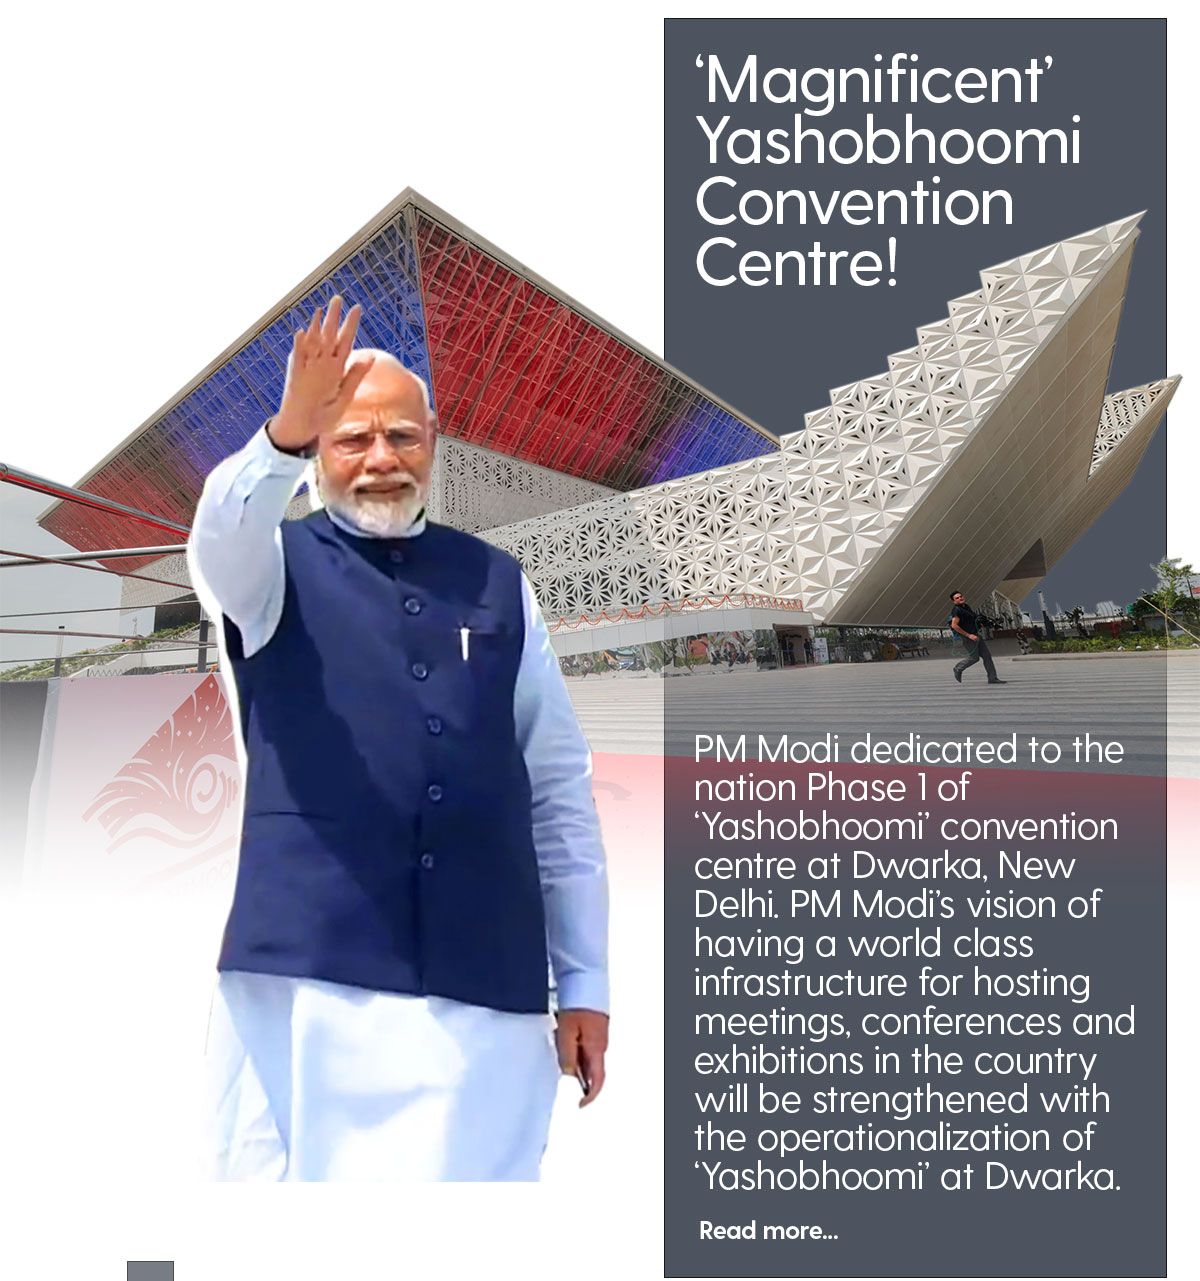 ‘Magnificent’
Yashobhoomi
Convention
Centre!
PM Modi dedicated to the
nation Phase 1 of
‘Yashobhoomi’ convention
centre at Dwarka, New
Delhi. PM Modi’s vision of
having a world class
infrastructure for hosting
meetings, conferences and
exhibitions in the country
will be strengthened with
the operationalization of
‘Yashobhoomi’ at Dwarka.
Read more...